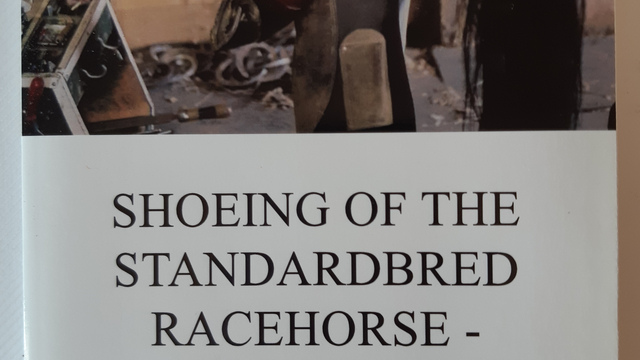 SHOEING OF THE
STANDARDBRED
RACEHORSE -